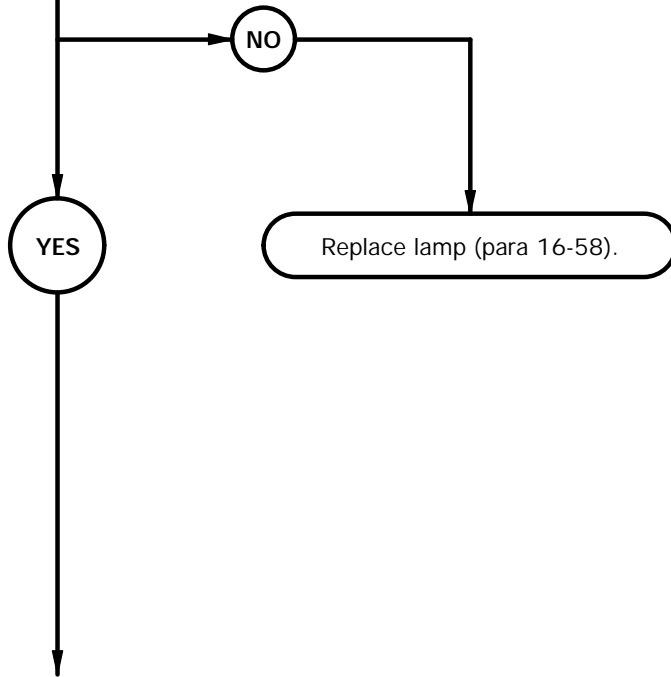 NO
YES
Replace lamp (para 16-58).